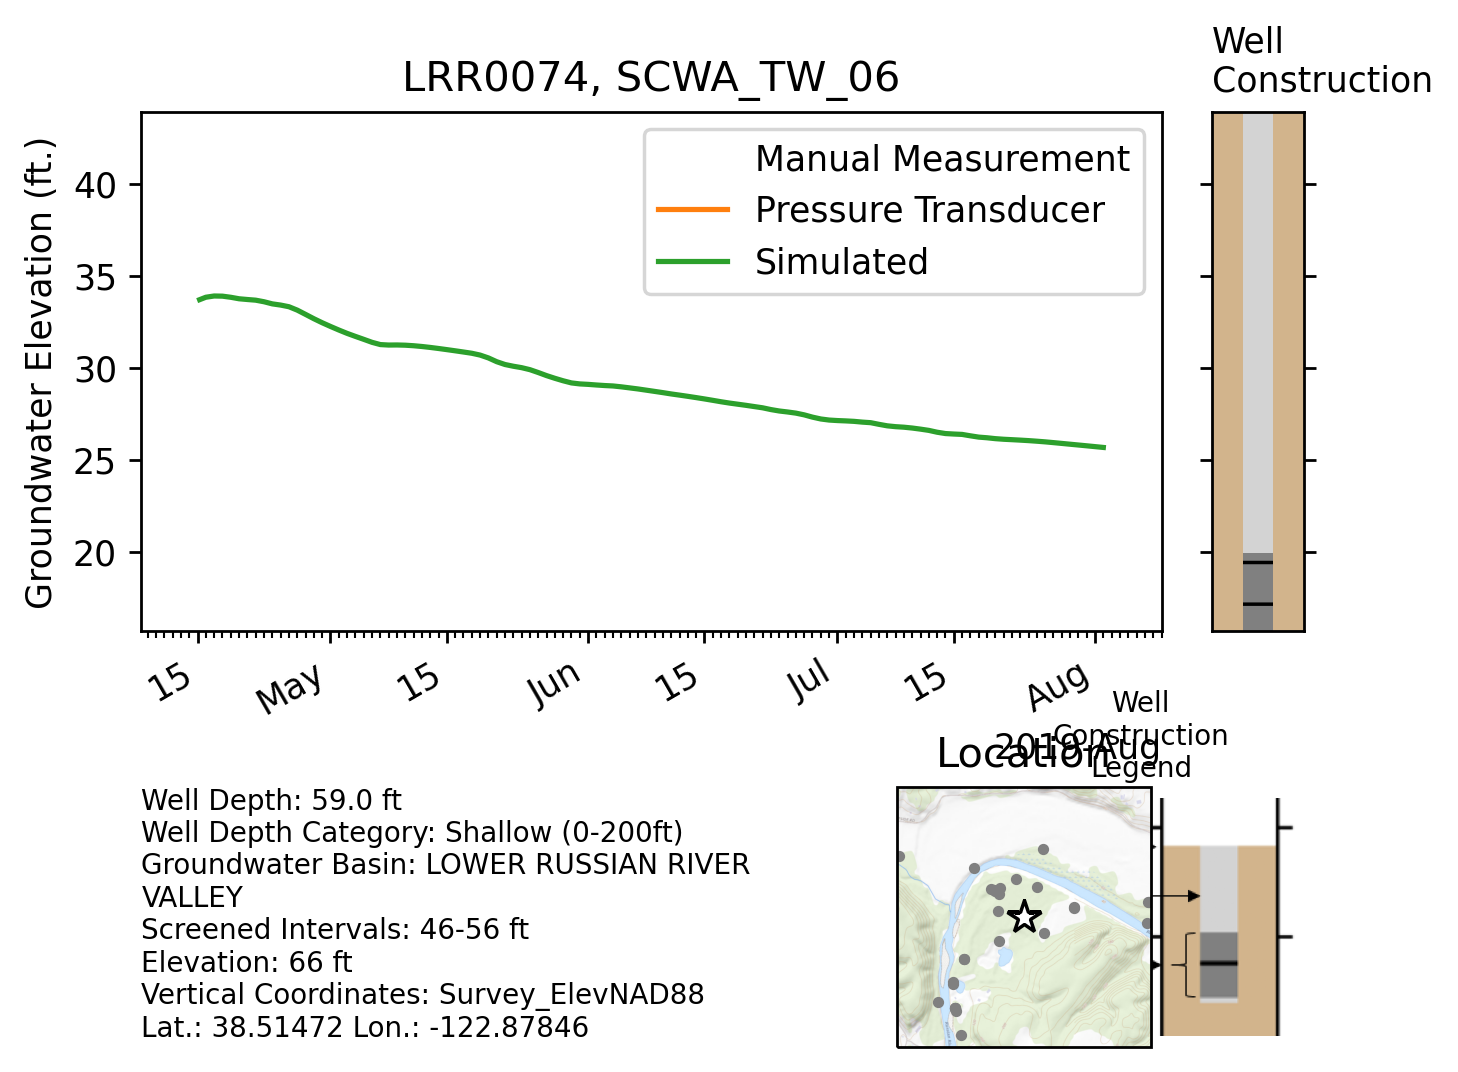 Well
Construction
LRR0074, SCWA_TW_06
Groundwater Elevation (ft.)
40
35
30
25
20
Manual Measurement
Pressure Transducer
Simulated
15
May
15
Jun
15
Jul
15
Aug
2019-Aug
Location
Well
Construction
Legend
Well Depth: 59.0 ft
Well Depth Category: Shallow (0-200ft)
Groundwater Basin: LOWER RUSSIAN RIVER
VALLEY
Screened Intervals: 46-56 ft
Elevation: 66 ft
Vertical Coordinates: Survey_ElevNAD88
Lat.: 38.51472 Lon.: -122.87846